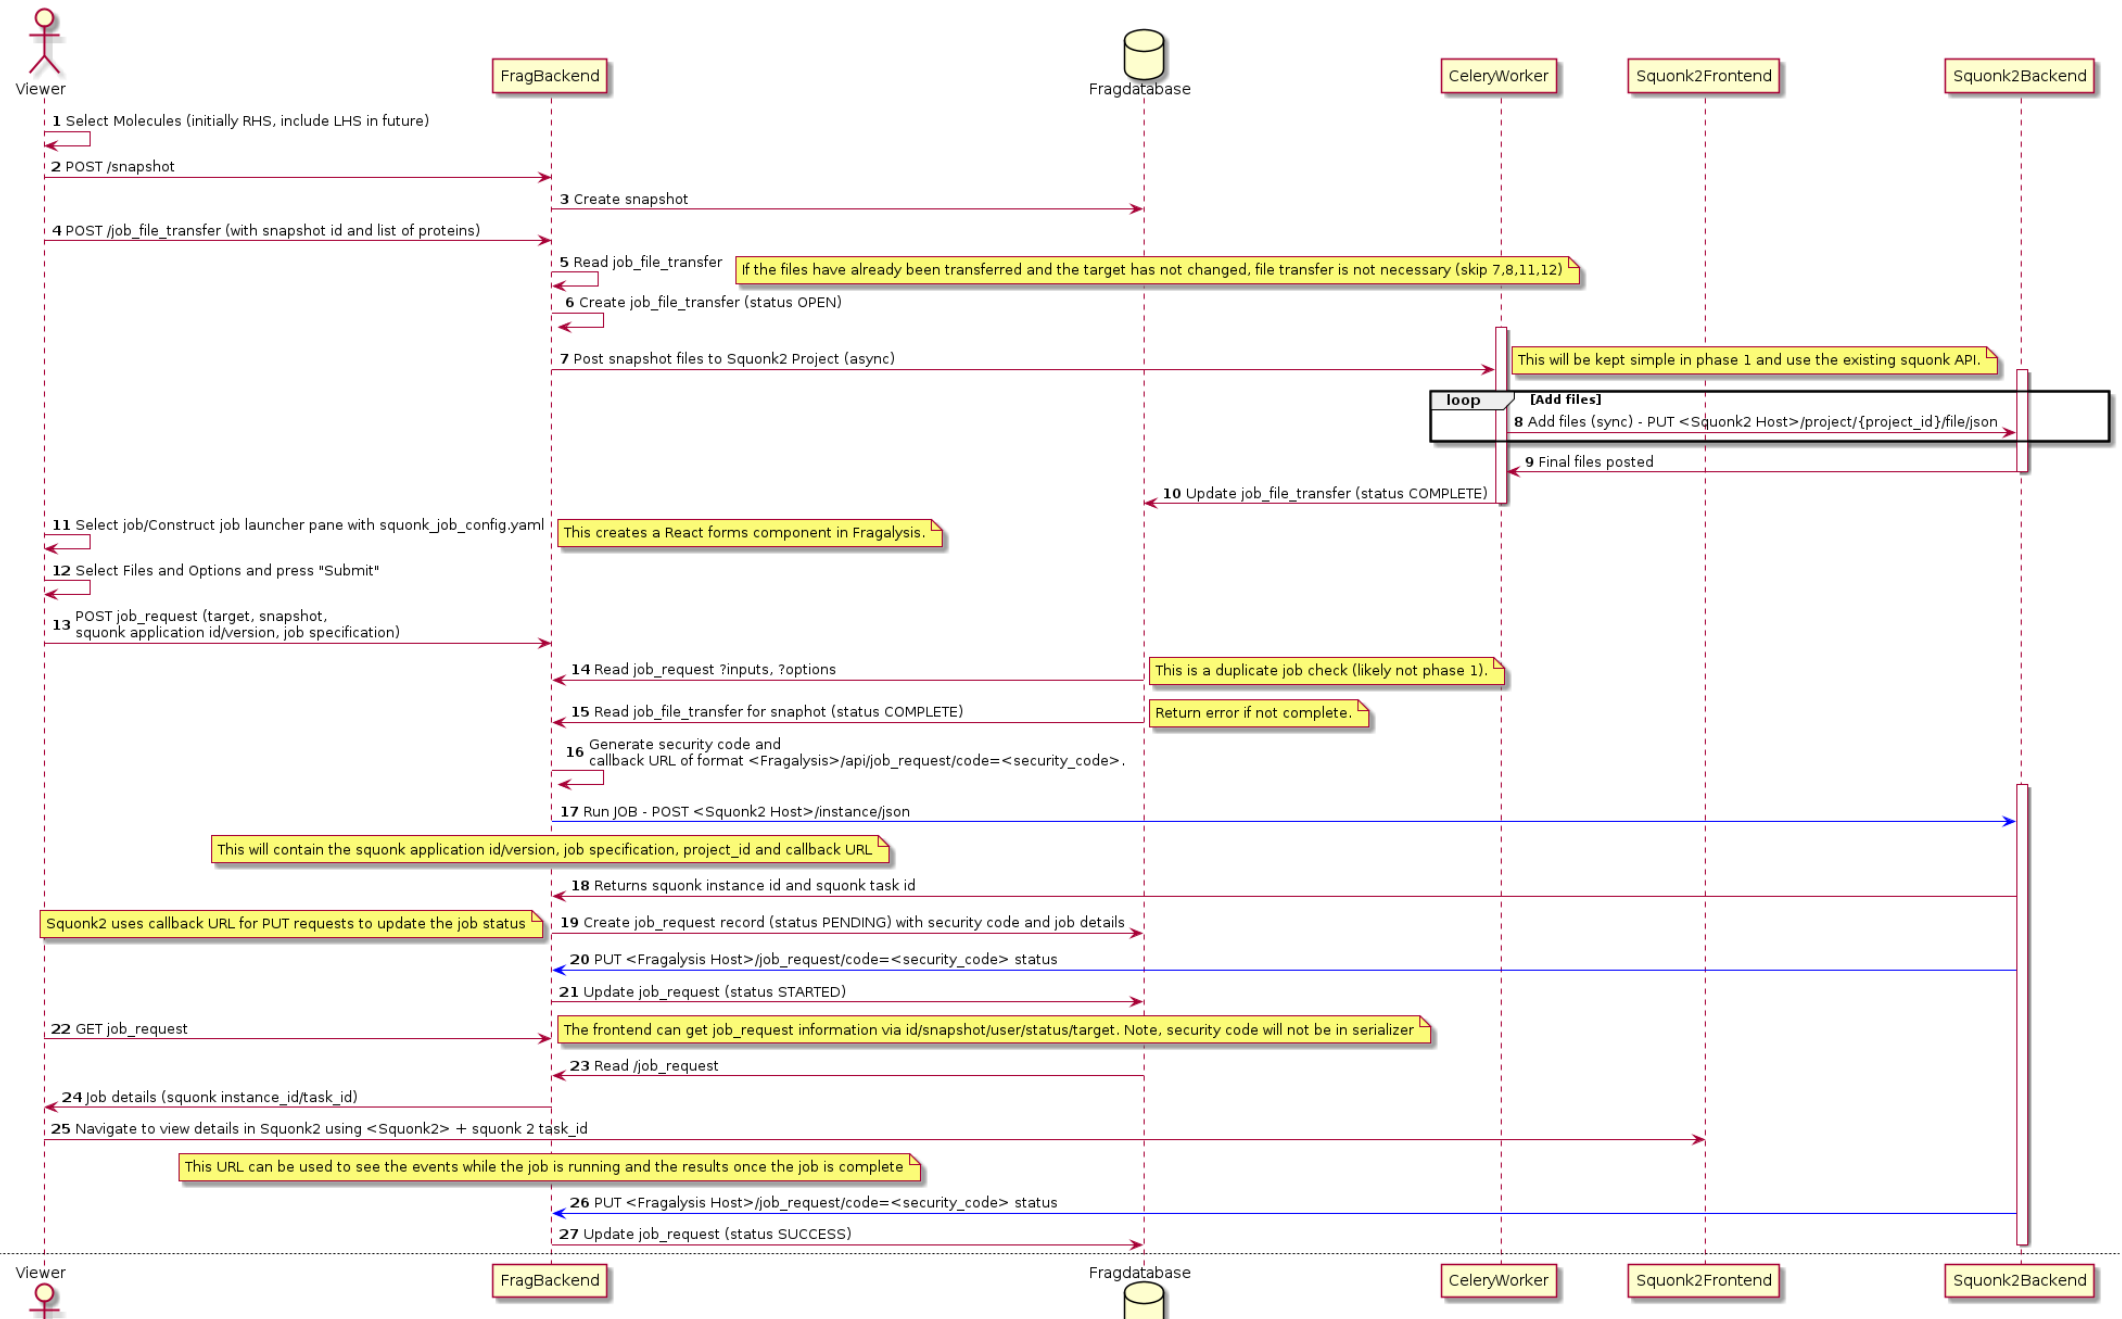 Viewer
FragBackend
Fragdatabase
CeleryWorker
Squonk2Frontend
Squonk2Backend
1 Select Molecules (initially RHS, include LHS in future)
2 POST /snapshot
3 Create snapshot
4 POST /job_file_transfer (with snapshot id and list of proteins)
5 Read job_file_transfer
If the files have already been transferred and the target has not changed, file transfer is not necessary (skip 7,8,11,12)
6 Create job_file_transfer (status OPEN)
7 Post snapshot files to Squonk2 Project (async)
This will be kept simple in phase 1 and use the existing squonk API.
loop [Add files]
8 Add files (sync) - PUT <Squonk2 Host>/project/{project_id}/file/json
9 Final files posted
10 Update job_file_transfer (status COMPLETE)
11 Select job/Construct job launcher pane with squonk_job_config.yaml
This creates a React forms component in Fragalysis.
12 Select Files and Options and press "Submit"
13 POST job_request (target, snapshot,
squonk application id/version, job specification)
14 Read job_request ?inputs, ?options
This is a duplicate job check (likely not phase 1).
15 Read job_file_transfer for snaphot (status COMPLETE)
Return error if not complete.
16 Generate security code and
callback URL of format <Fragalysis>/api/job_request/code=<security_code>.
17 Run JOB - POST <Squonk2 Host>/instance/json
This will contain the squonk application id/version, job specification, project_id and callback URL
18 Returns squonk instance id and squonk task id
Squonk2 uses callback URL for PUT requests to update the job status
19 Create job_request record (status PENDING) with security code and job details
20 PUT <Fragalysis Host>/job_request/code=<security_code> status
21 Update job_request (status STARTED)
22 GET job_request
The frontend can get job_request information via id/snapshot/user/status/target. Note, security code will not be in serializer
23 Read /job_request
24 Job details (squonk instance_id/task_id)
25 Navigate to view details in Squonk2 using <Squonk2> + squonk 2 task_id
This URL can be used to see the events while the job is running and the results once the job is complete
26 PUT <Fragalysis Host>/job_request/code=<security_code> status
27 Update job_request (status SUCCESS)
Viewer
FragBackend
Fragdatabase
CeleryWorker
Squonk2Frontend
Squonk2Backend